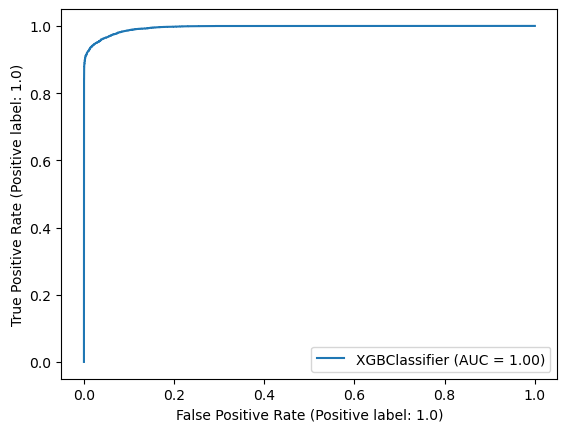 1.0
0.8
0.6
0.4
0.2
0.0
True Positive Rate (Positive label: 1.0)
XGBClassifier (AUC = 1.00)
0.0 0.2 0.4 0.6 0.8 1.0
False Positive Rate (Positive label: 1.0)